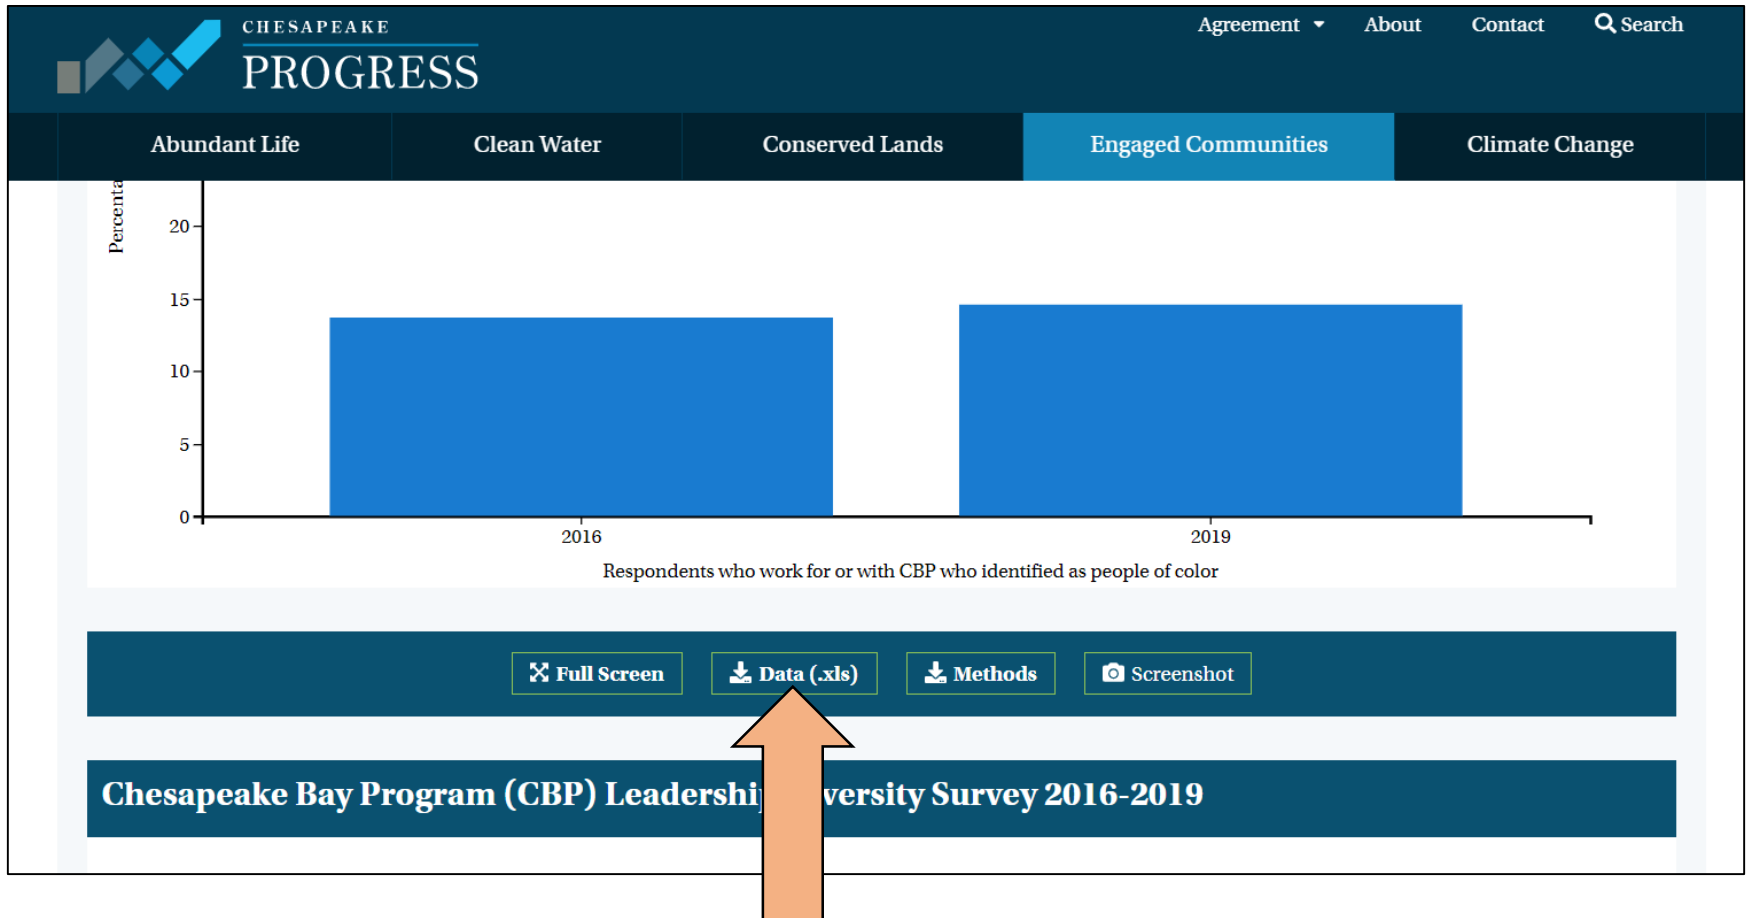 CHESAPEAKE
PROGRESS
Agreement About Contact Search
Abundant Life Clean Water Conserved Lands Engaged Communities Climate Change
20
15
10
5
0
2016 2019
Respondents who work for or with CBP who identified as people of color
Full Screen Data (.xls) Methods Screenshot
Chesapeake Bay Program (CBP) Survey 2016-2019